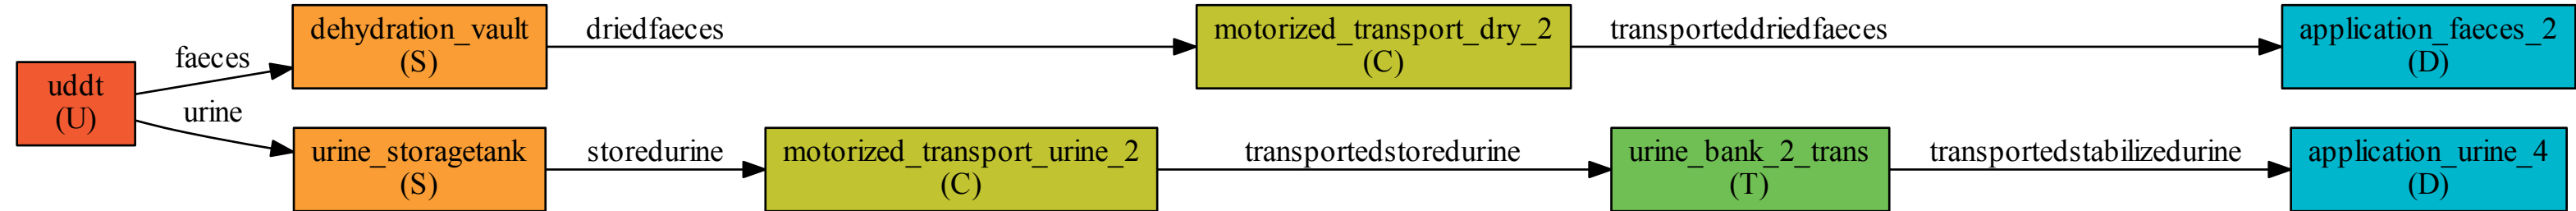 uddt
(U)
faeces
urine
dehydration_vault
(S)
driedfaeces
motorized_transport_dry_2
(C)
transporteddriedfaeces
application_faeces_2
(D)
urine_storagetank
(S)
storedurine
motorized_transport_urine_2
(C)
transportedstoredurine
urine_bank_2_trans
(T)
transportedstabilizedurine
application_urine_4
(D)